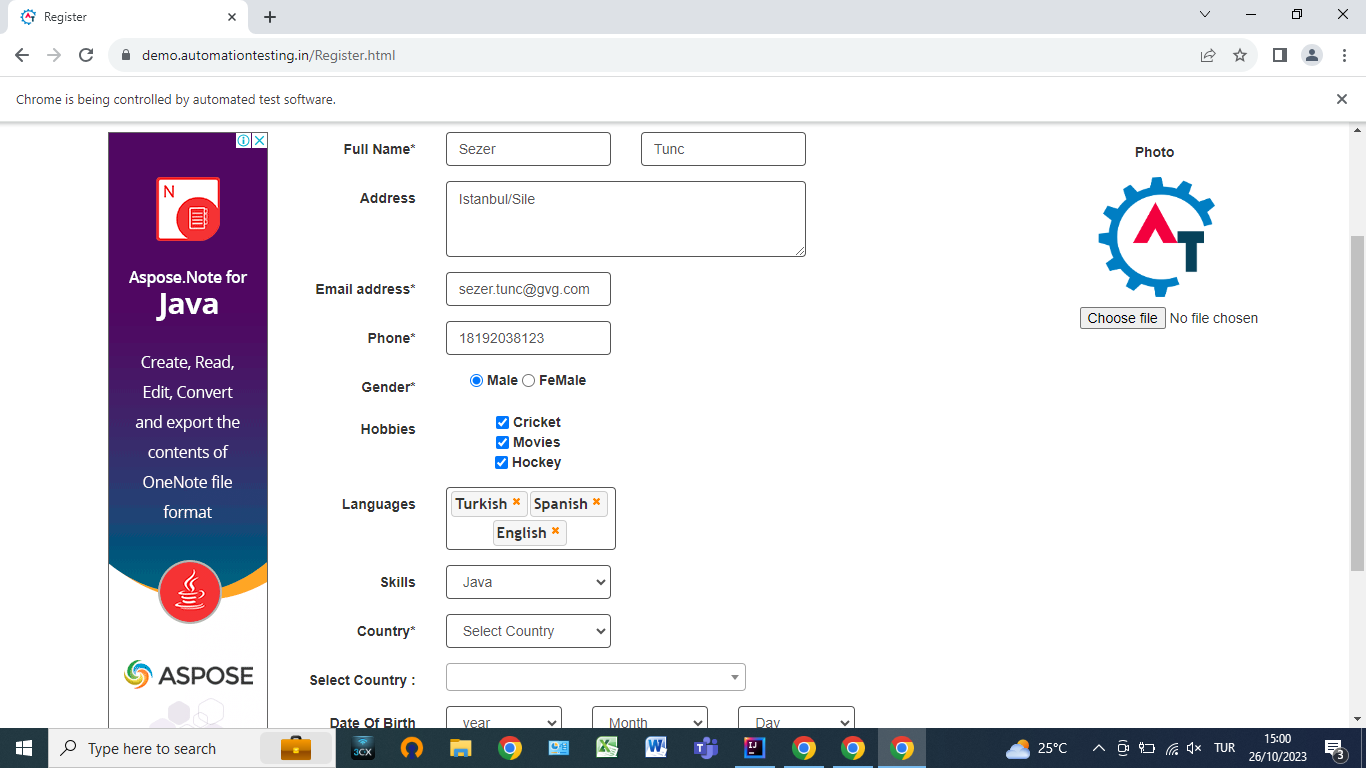 Register
demo.automationtesting.in/Register.html
Chrome is being controlled by automated test software.
Full Name*
Sezer
Tunc
Address
Istanbul/Sile
Email address*
sezer.tunc@gvg.com
Phone*
18192038123
Gender*
Male
FeMale
Hobbies
Cricket
Movies
Hockey
Languages
Turkish
Spanish
English
Skills
Java
Country*
Select Country
Select Country :
Date Of Birth
year
Month
Day
Photo
AT
Choose file No file chosen
N
Aspose.Note for
Java
Create, Read,
Edit, Convert
and export the
contents of
OneNote file
format
ASPOSE
Type here to search
3CX
25°C
TUR
15:00
26/10/2023
3